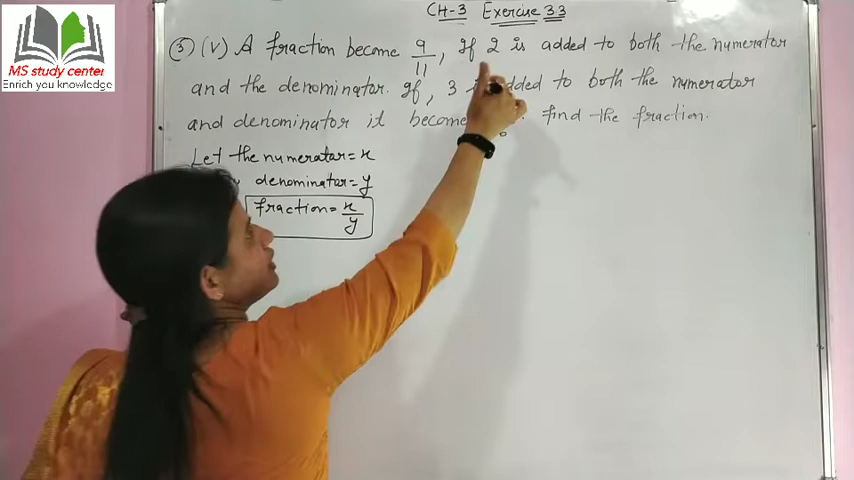 CH-3 Exercise 3.3
MS study center
Enrich you knowledge
③ (v) A fraction become 9/11, If 2 is added to both the numerator
and the denominator. If, 3 is added to both the numerator
and denominator it become find the fraction.
Let the numerator = x
denominator = y
fraction = x/y